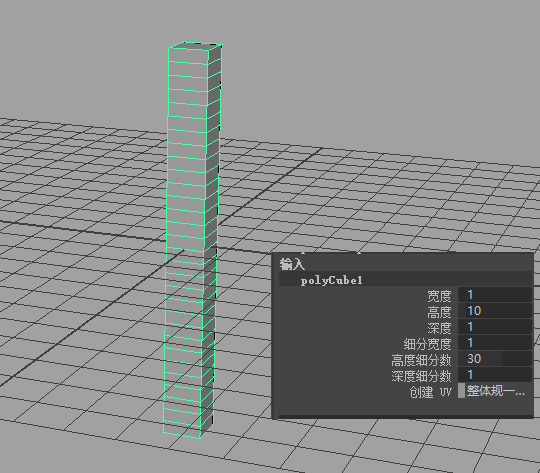 输入
polyCube1
宽度 1
高度 10
深度 1
细分宽度 1
高度细分数 30
深度细分数 1
创建 UV 整体规一...